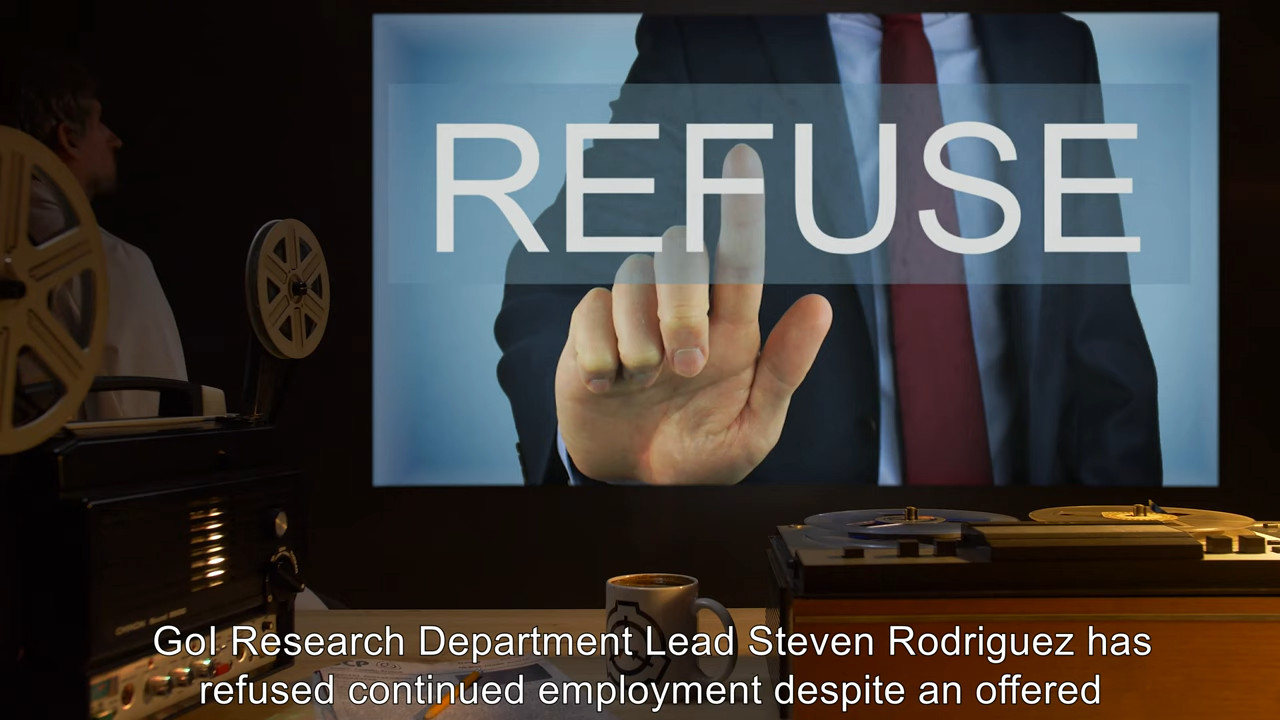 REFUSE
GoI Research Department Lead Steven Rodriguez has
refused continued employment despite an offered